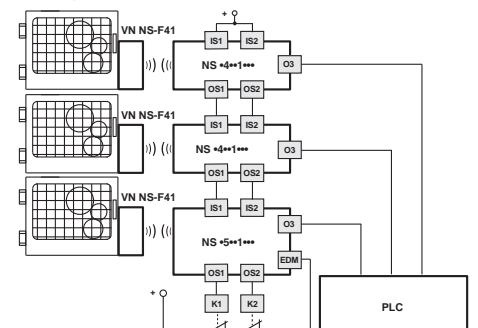 +
VN NS-F41
IS1 IS2
NS •4••1•••
O3
OS1 OS2
VN NS-F41
IS1 IS2
NS •4••1•••
O3
OS1 OS2
VN NS-F41
IS1 IS2
NS •5••1•••
O3
EDM
OS1 OS2
+
K1 K2
PLC